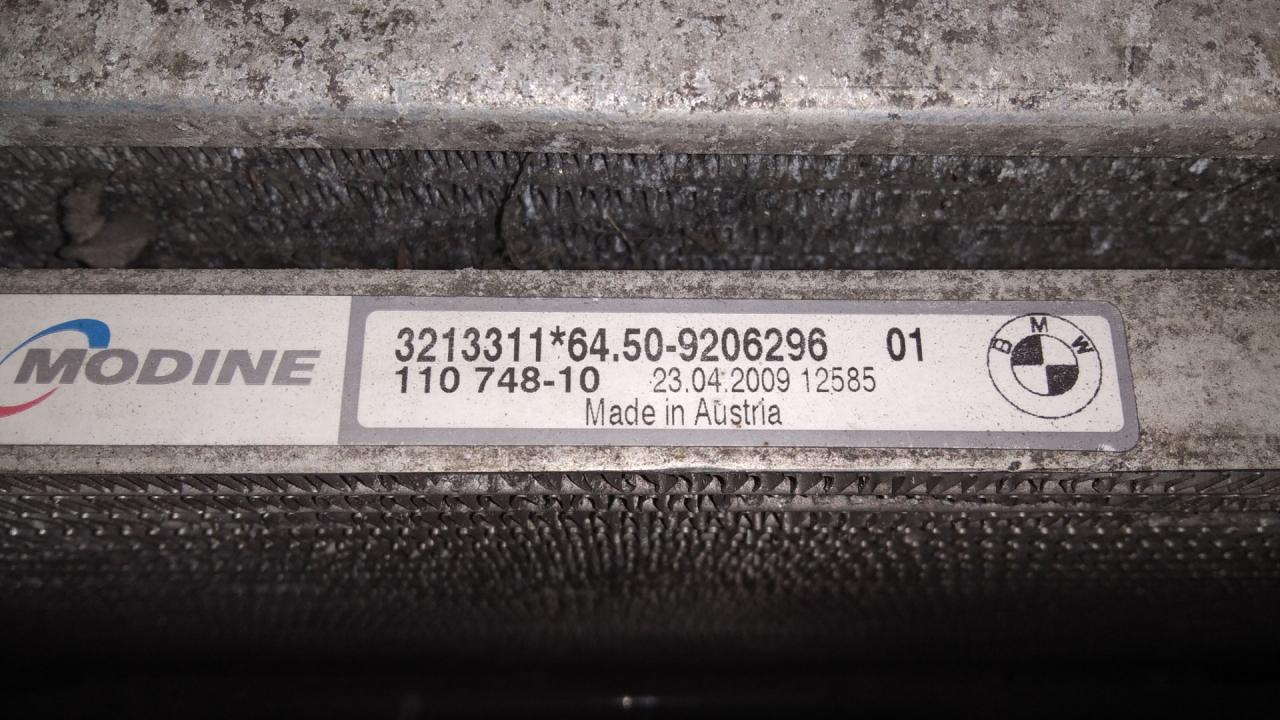 MODINE
3213311*64.50-9206296 01
110 748-10 23.04.2009 12585
Made in Austria
BMW